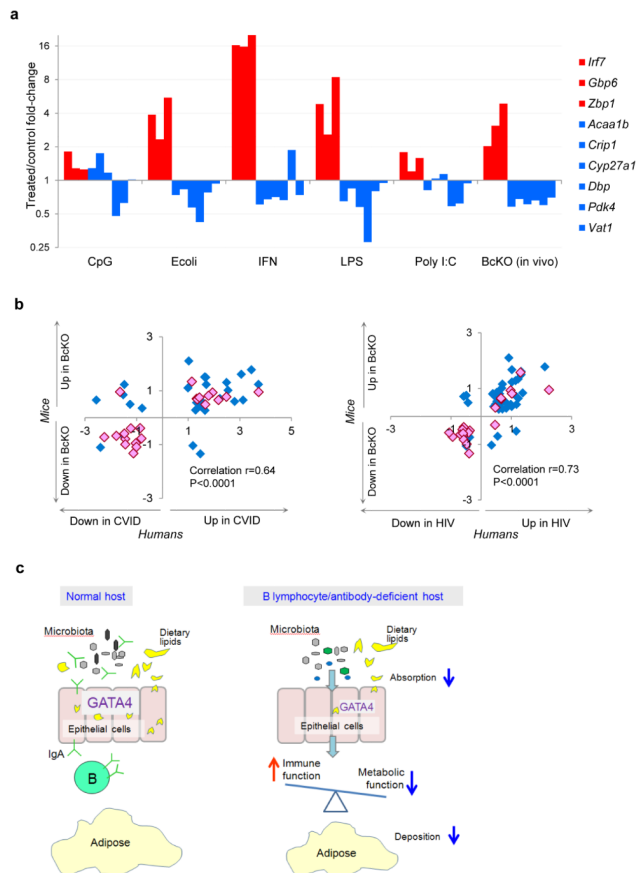 a
Treated/control fold-change
16
8
4
2
1
0.5
0.25
CpG
Ecoli
IFN
LPS
Poly I:C
BcKO (in vivo)
Irf7
Gbp6
Zbp1
Acaa1b
Crip1
Cyp27a1
Dbp
Pdk4
Vat1
b
Mice
Down in BcKO
Up in BcKO
3
1
-3
-1
1
3
5
-1
-3
Correlation r=0.64
P<0.0001
Down in CVID
Up in CVID
Humans
Mice
Down in BcKO
Up in BcKO
3
1
-3
-1
1
3
-1
-3
Correlation r=0.73
P<0.0001
Down in HIV
Up in HIV
Humans
c
Normal host
Microbiota
Dietary
lipids
GATA4
Epithelial cells
IgA
B
Adipose
B lymphocyte/antibody-deficient host
Microbiota
Dietary
lipids
Absorption
GATA4
Epithelial cells
Immune
function
Metabolic
function
Deposition
Adipose